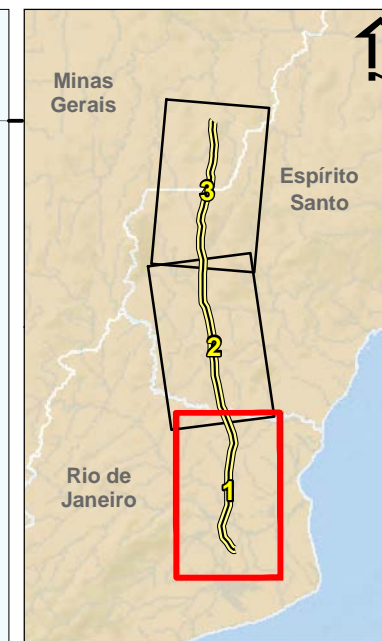 Minas
Gerais
3
Espírito
Santo
2
Rio de
Janeiro
1